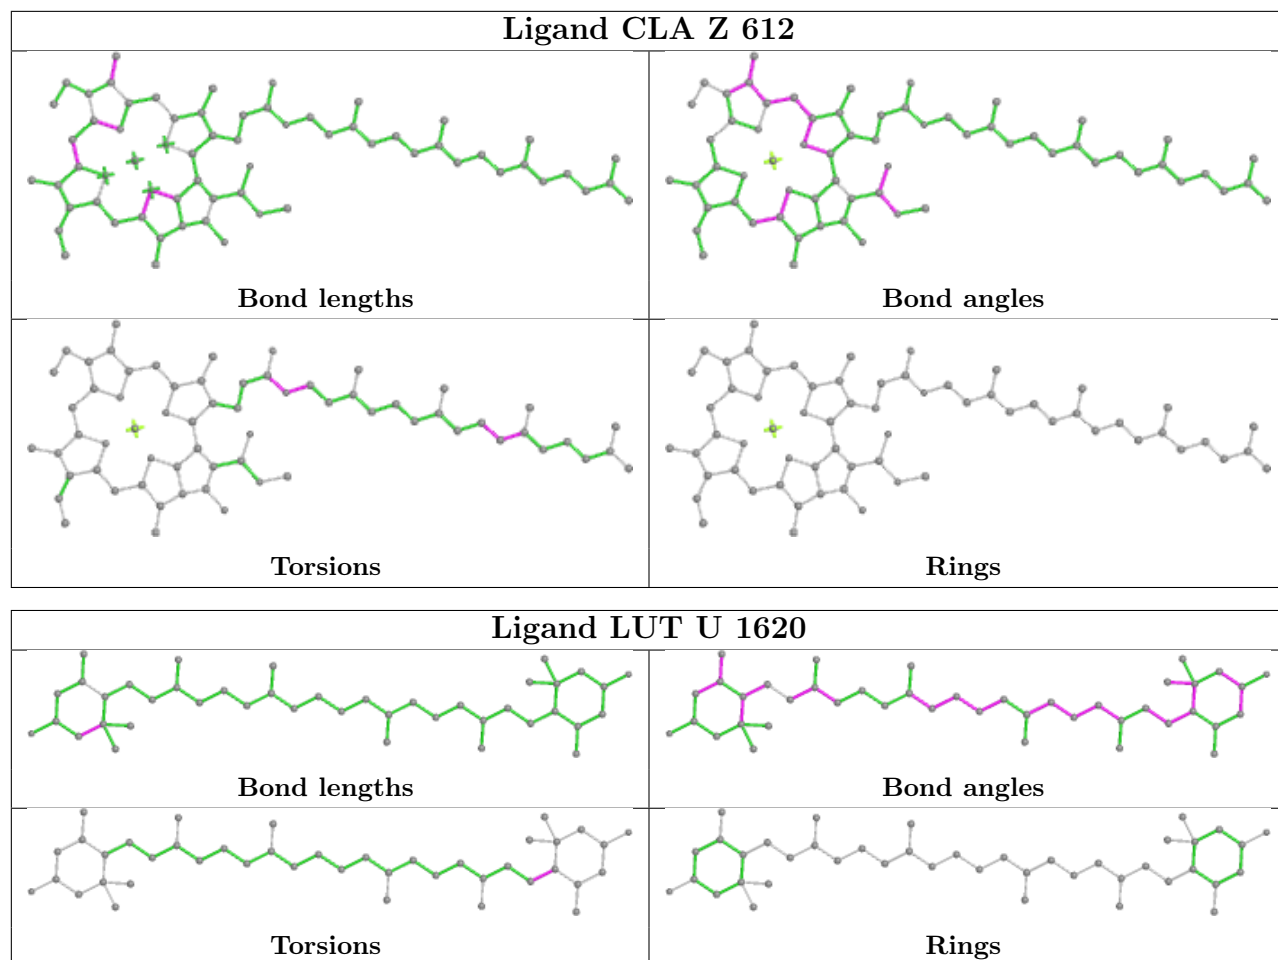 Ligand CLA Z 612
Bond lengths
Bond angles
Torsions
Rings
Ligand LUT U 1620
Bond lengths
Bond angles
Torsions
Rings